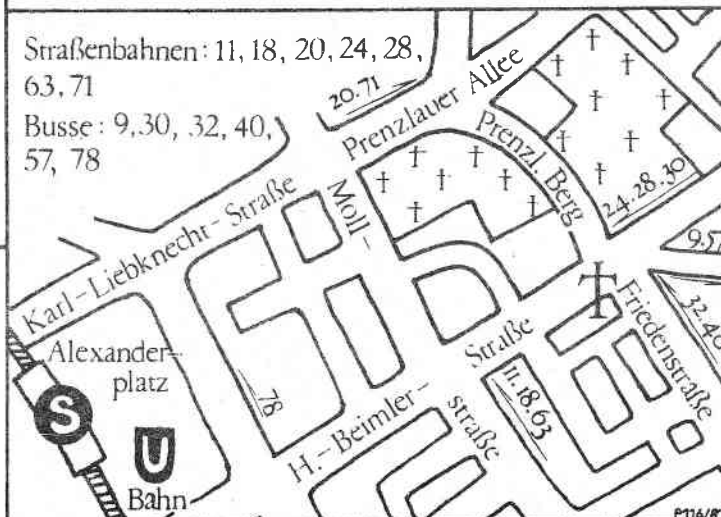 Straßenbahnen: 11, 18, 20, 24, 28,
63, 71
Busse: 9, 30, 32, 40,
57, 78
20.71
Prenzlauer Allee
Prenzl. Berg
24.28.30
9.57
Karl-Liebknecht-Straße
Moll-
straße
32.40
Friedenstraße
Alexander-
platz
S
U
Bahn
78
H.-Beimler-
Straße
11.18.63